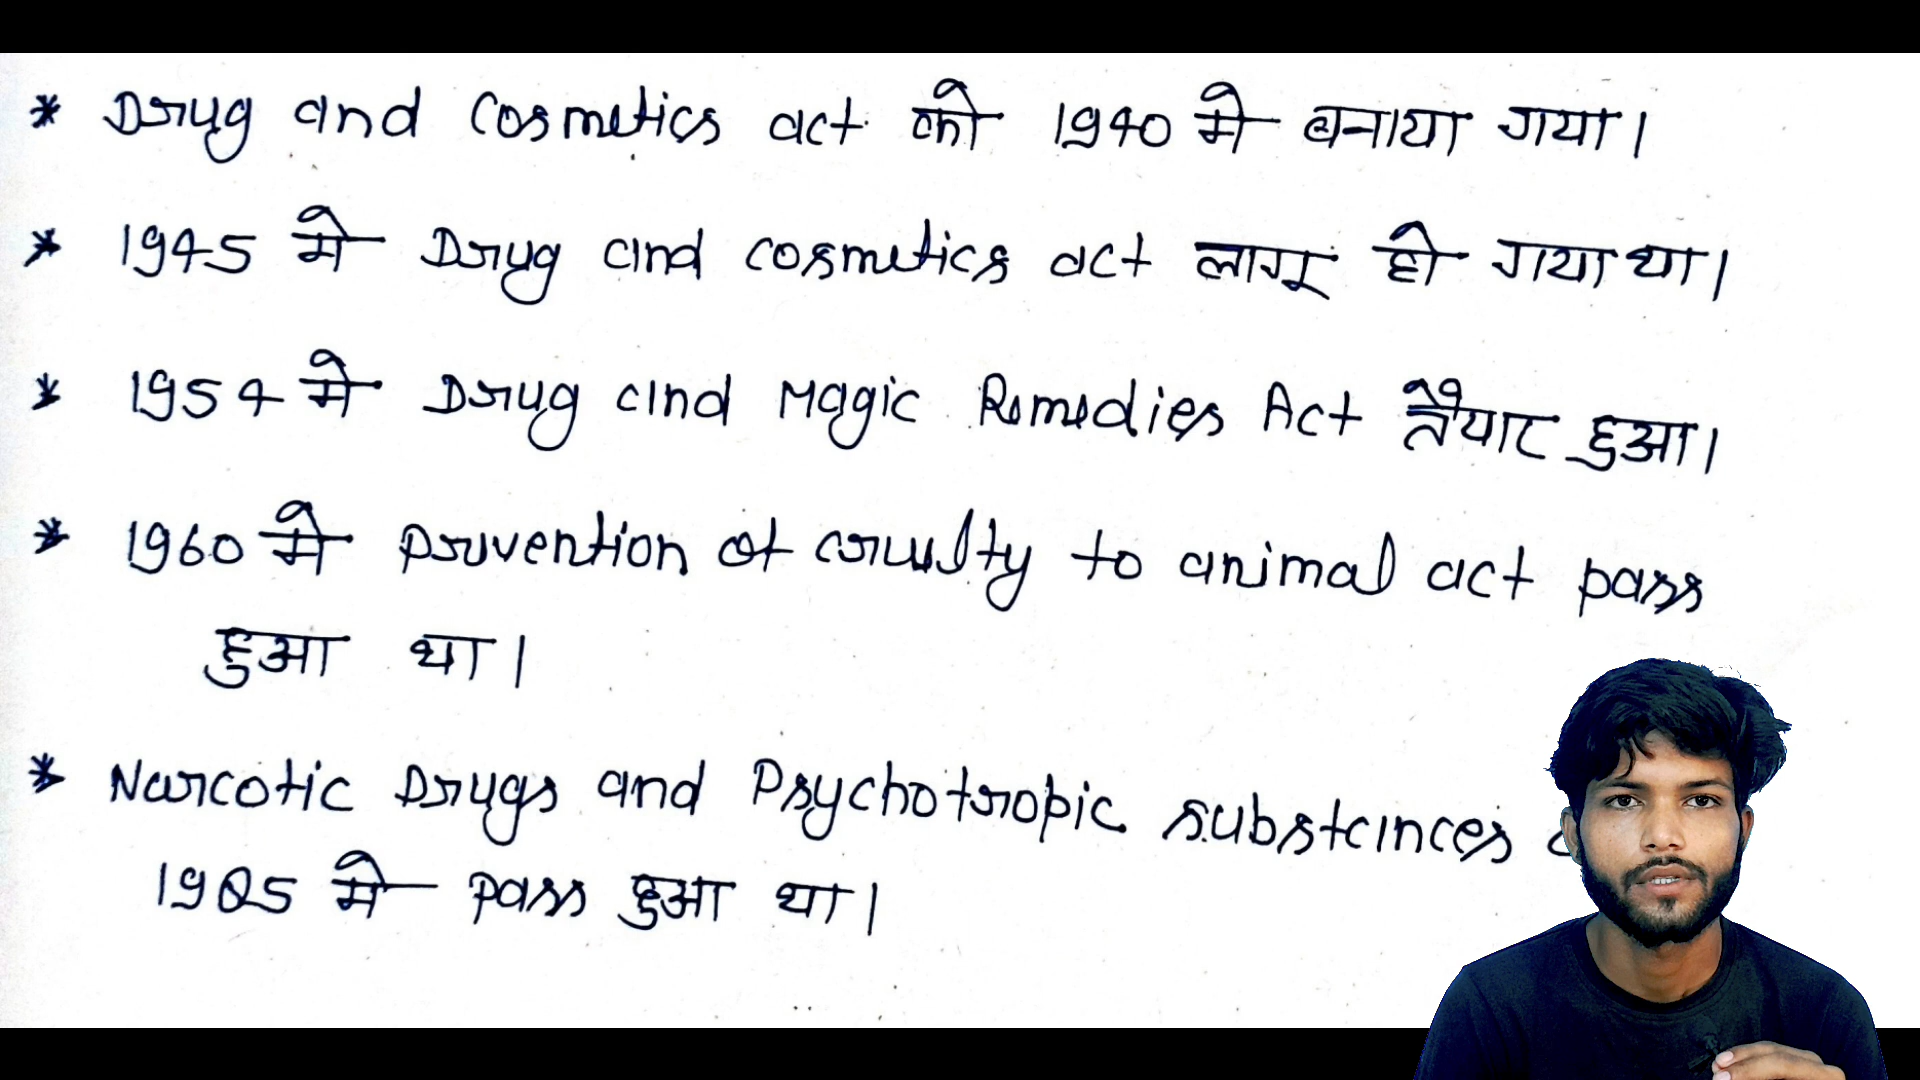 * Drug and Cosmetics act को 1940 मे बनाया गया।
* 1945 मे Drug and cosmetics act लागू हो गया था।
* 1954 मे Drug and Magic Remedies Act तैयार हुआ।
* 1960 मे prevention of cruelty to animal act pass
हुआ था।
* Narcotic Drugs and Psychotropic substances
1985 मे pass हुआ था।